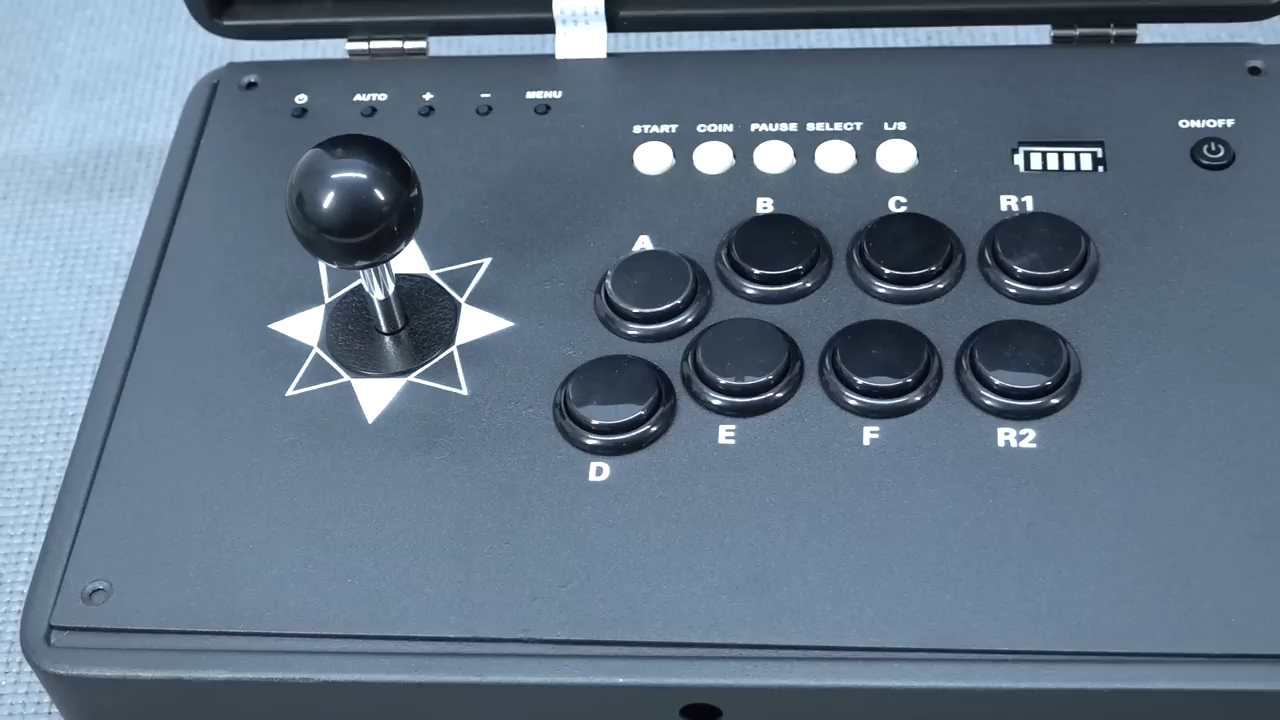 AUTO + - MENU
START COIN PAUSE SELECT L/S
ON/OFF
A B C R1
D E F R2